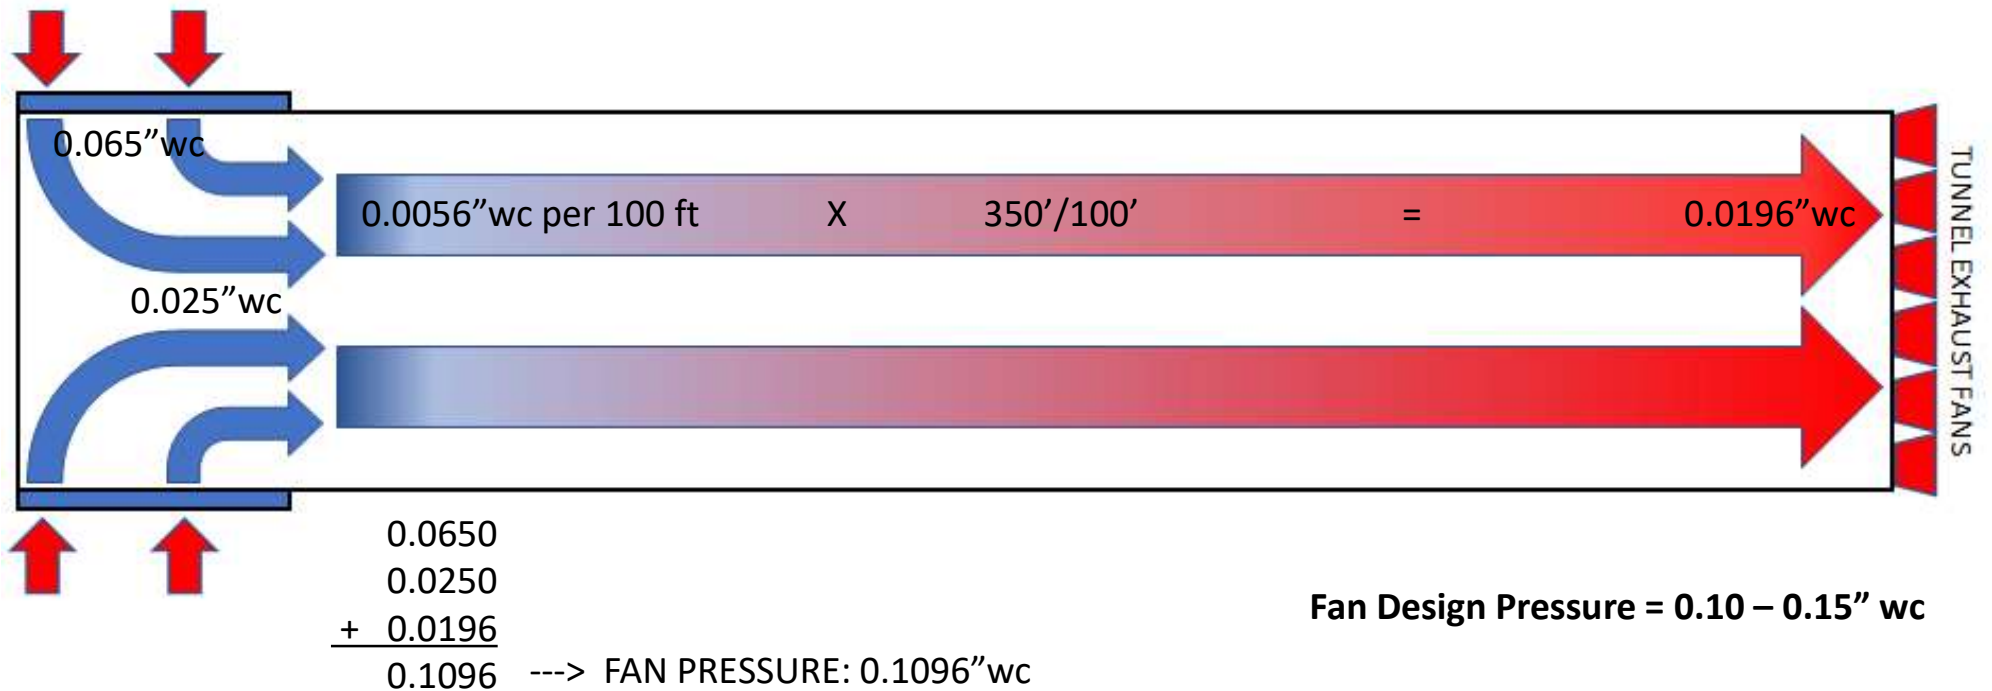 0.065”wc
0.0056”wc per 100 ft X 350’/100’ = 0.0196”wc
0.025”wc
TUNNEL EXHAUST FANS
0.0650
0.0250
+ 0.0196
0.1096 ---> FAN PRESSURE: 0.1096”wc
Fan Design Pressure = 0.10 – 0.15” wc